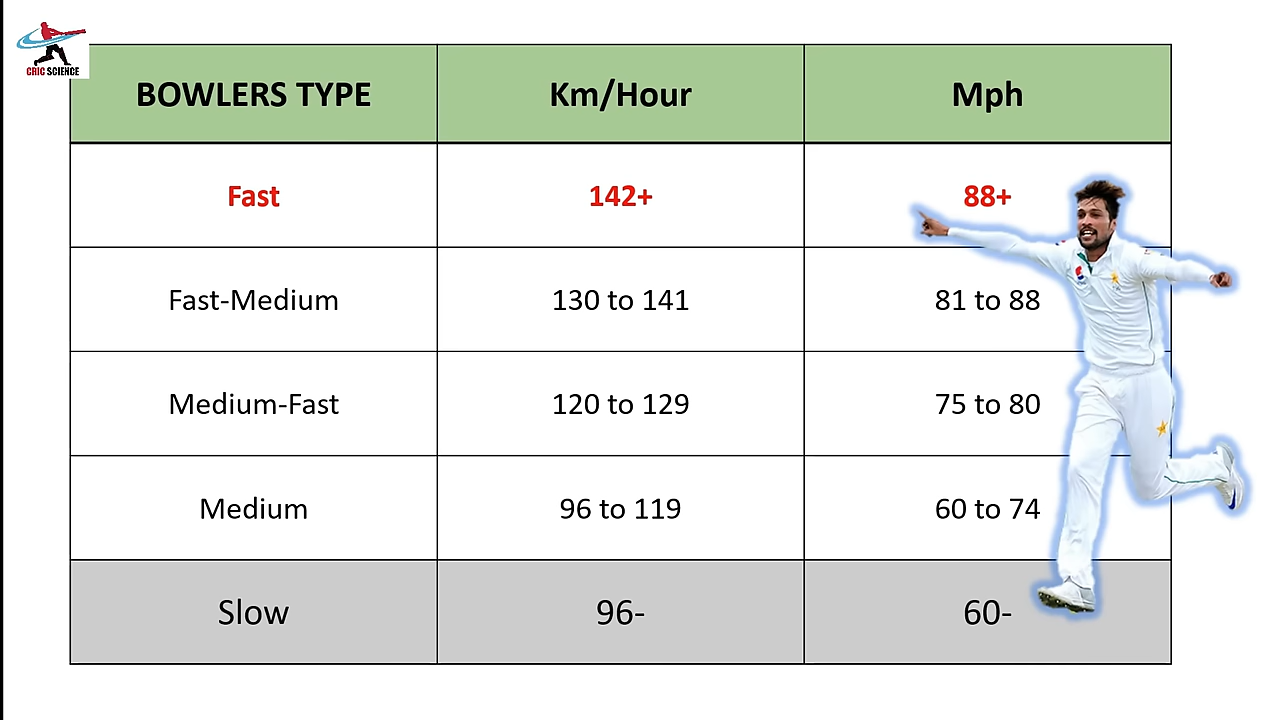 CRIC SCIENCE
BOWLERS TYPE Km/Hour Mph
Fast 142+ 88+
Fast-Medium 130 to 141 81 to 88
Medium-Fast 120 to 129 75 to 80
Medium 96 to 119 60 to 74
Slow 96- 60-